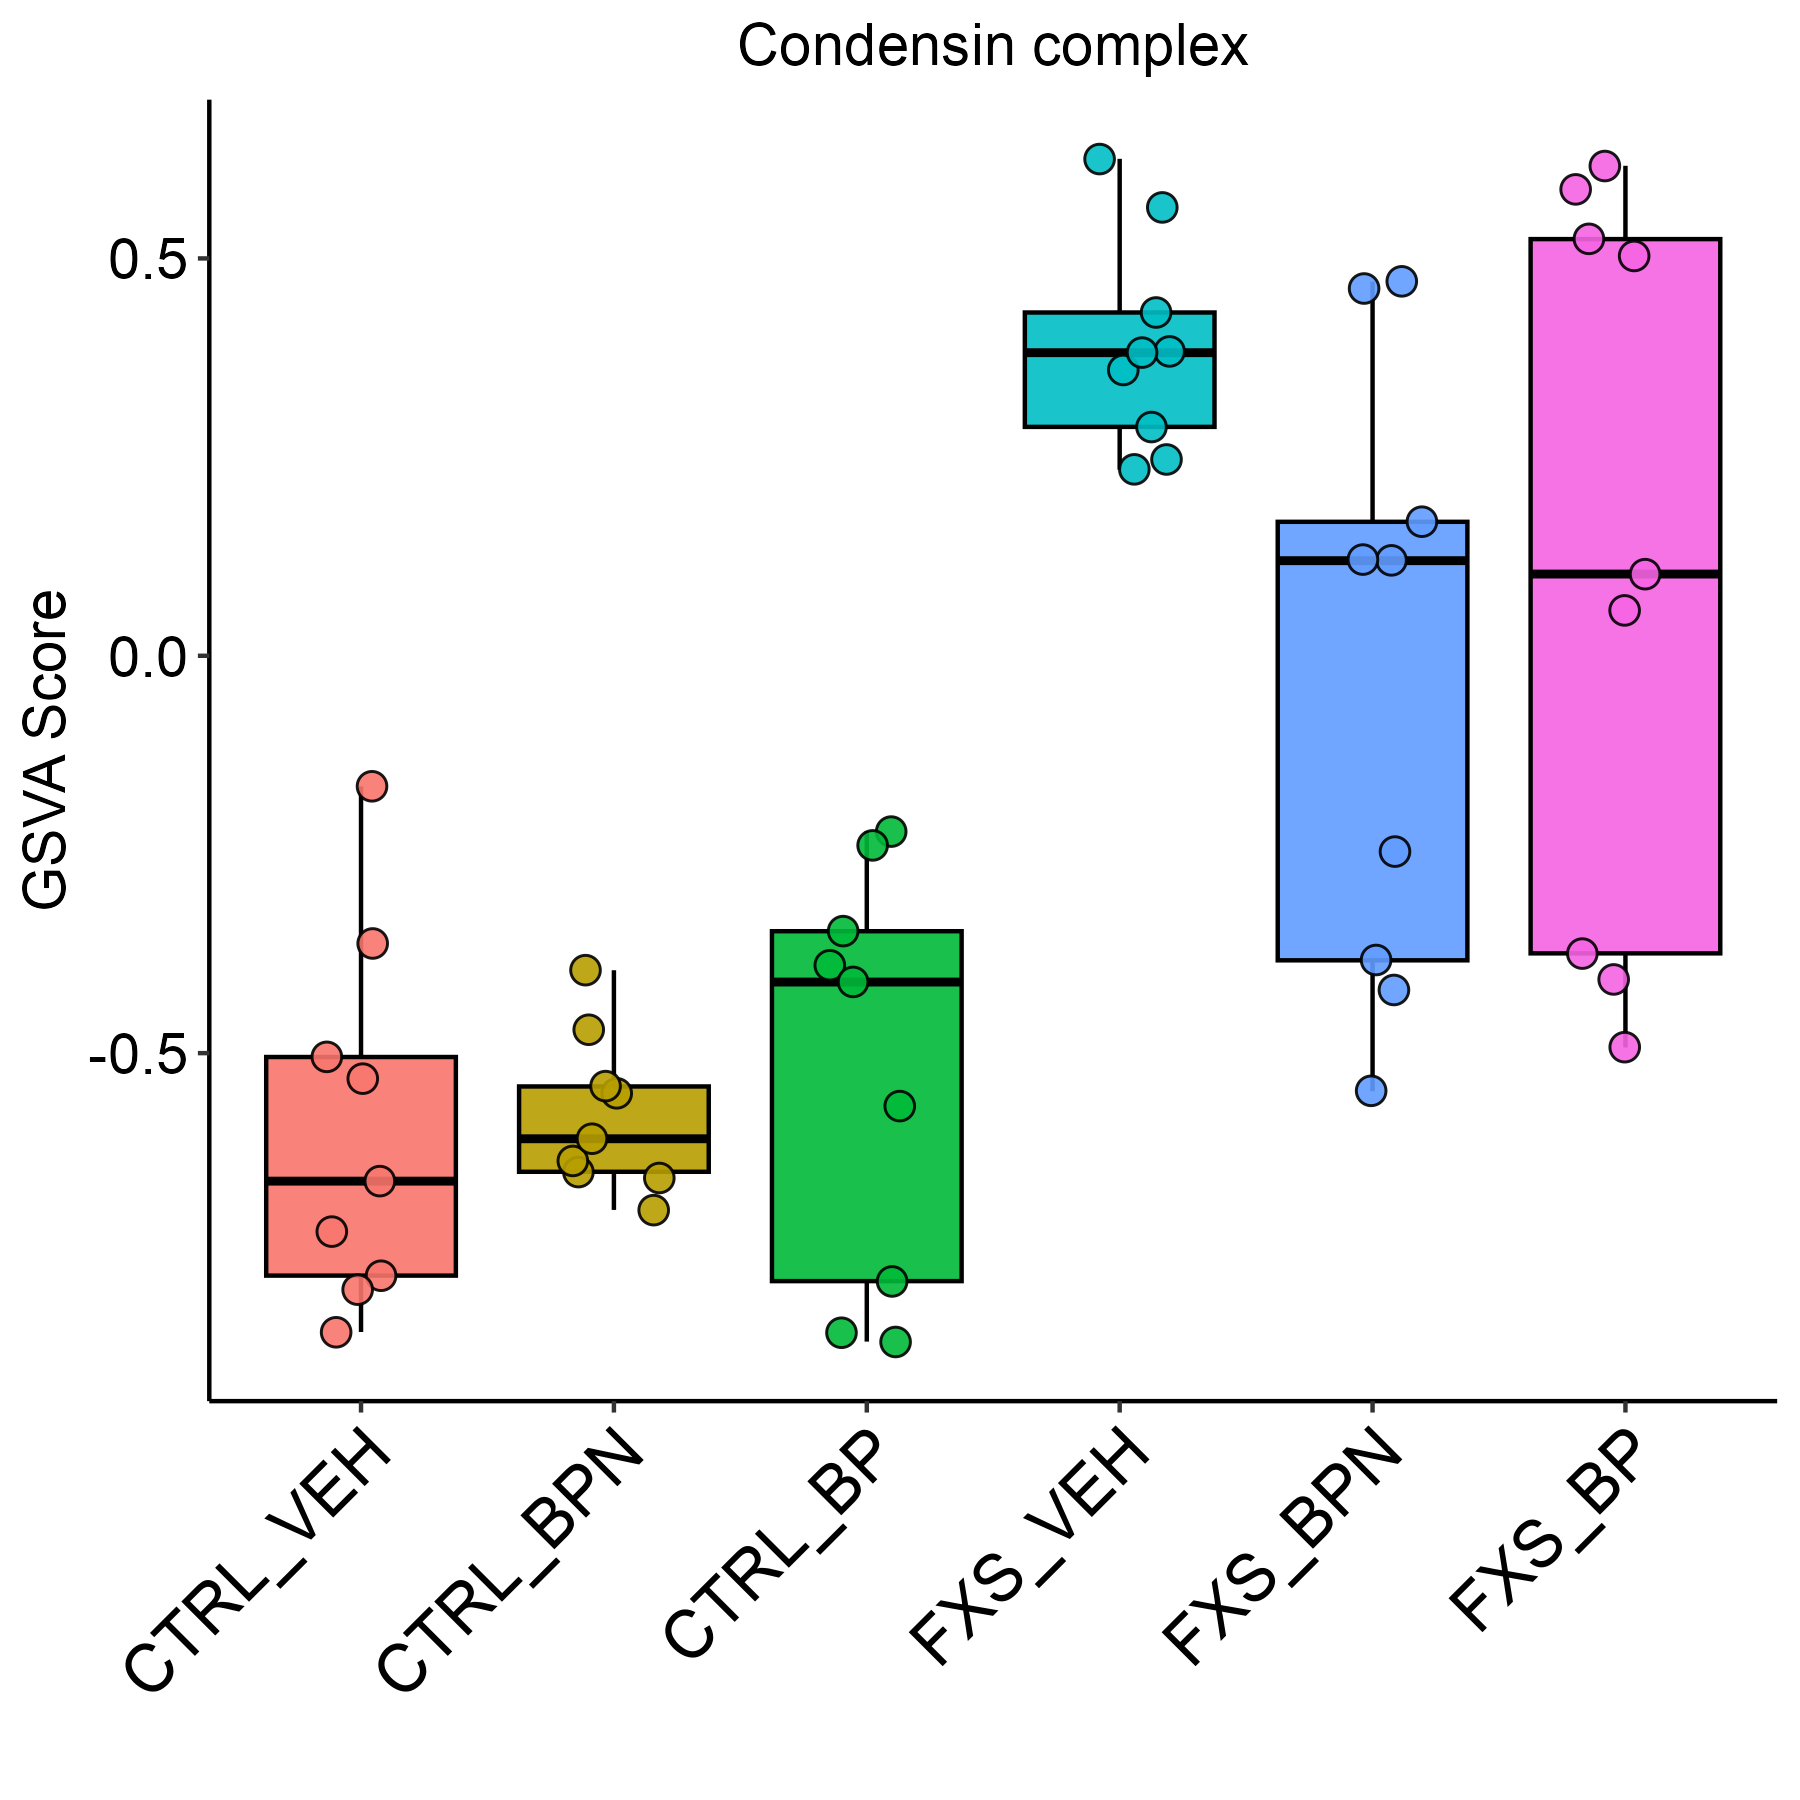 Condensin complex
GSVA Score
0.5
0.0
-0.5
CTRL_VEH
CTRL_BPN
CTRL_BP
FXS_VEH
FXS_BPN
FXS_BP